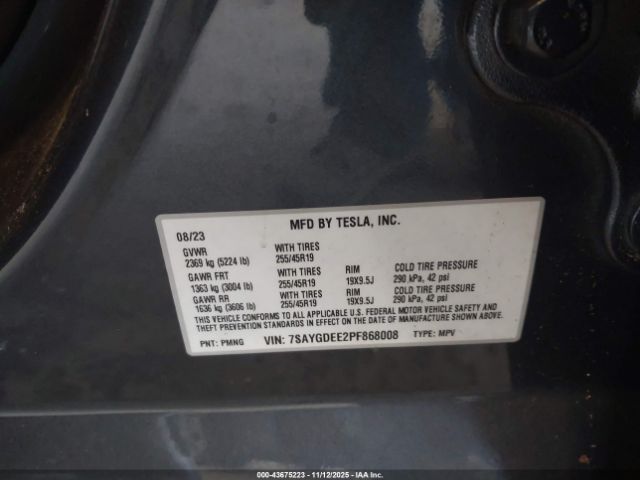 MFD BY TESLA, INC.
08/23
GVWR WITH TIRES
2369 kg (5224 lb) 255/45R19
GAWR FRT WITH TIRES RIM COLD TIRE PRESSURE
1363 kg (3004 lb) 255/45R19 19X9.5J 290 kPa, 42 psi
GAWR RR WITH TIRES RIM COLD TIRE PRESSURE
1636 kg (3606 lb) 255/45R19 19X9.5J 290 kPa, 42 psi
THIS VEHICLE CONFORMS TO ALL APPLICABLE U.S. FEDERAL MOTOR VEHICLE SAFETY AND
THEFT PREVENTION STANDARDS IN EFFECT ON THE DATE OF MANUFACTURE SHOWN ABOVE.
PNT: PMNG VIN: 7SAYGDEE2PF868008 TYPE: MPV
000-43675223 - 11/12/2025 - IAA, Inc.